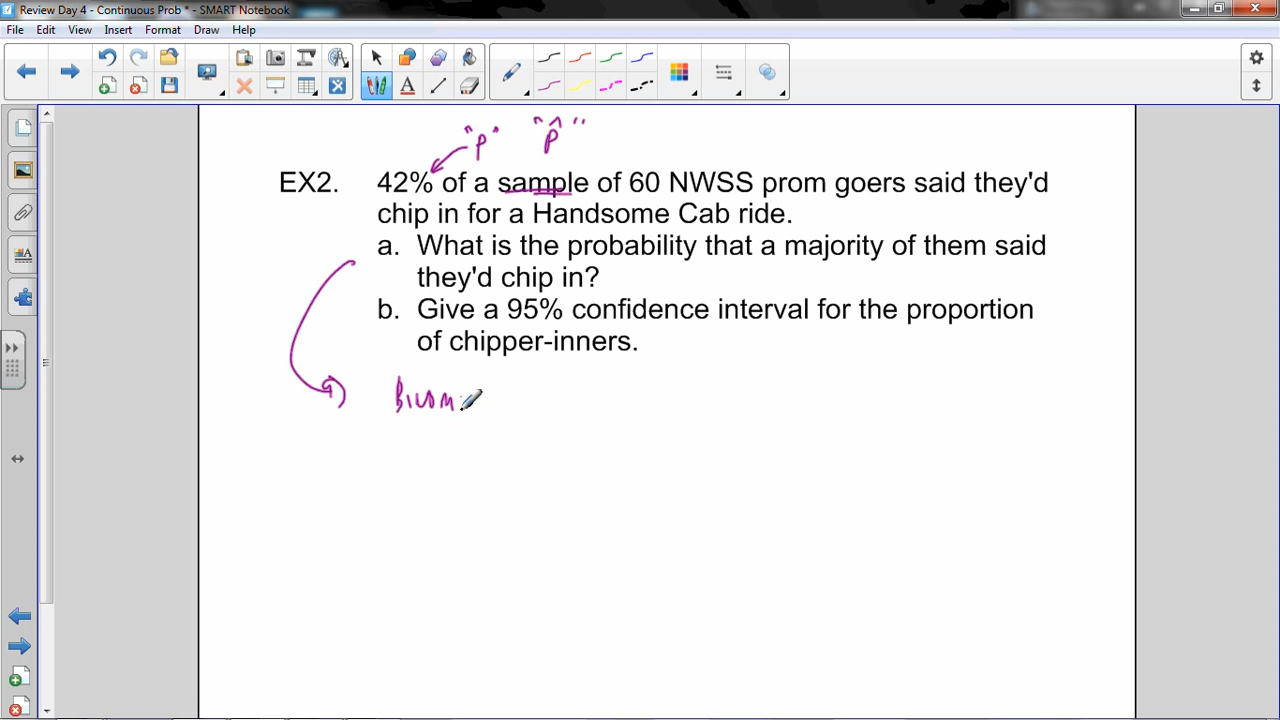 Review Day 4 - Continuous Prob * - SMART Notebook
File Edit View Insert Format Draw Help
"p" "p̂"
EX2. 42% of a sample of 60 NWSS prom goers said they'd
chip in for a Handsome Cab ride.
a. What is the probability that a majority of them said
they'd chip in?
b. Give a 95% confidence interval for the proportion
of chipper-inners.
BINOM